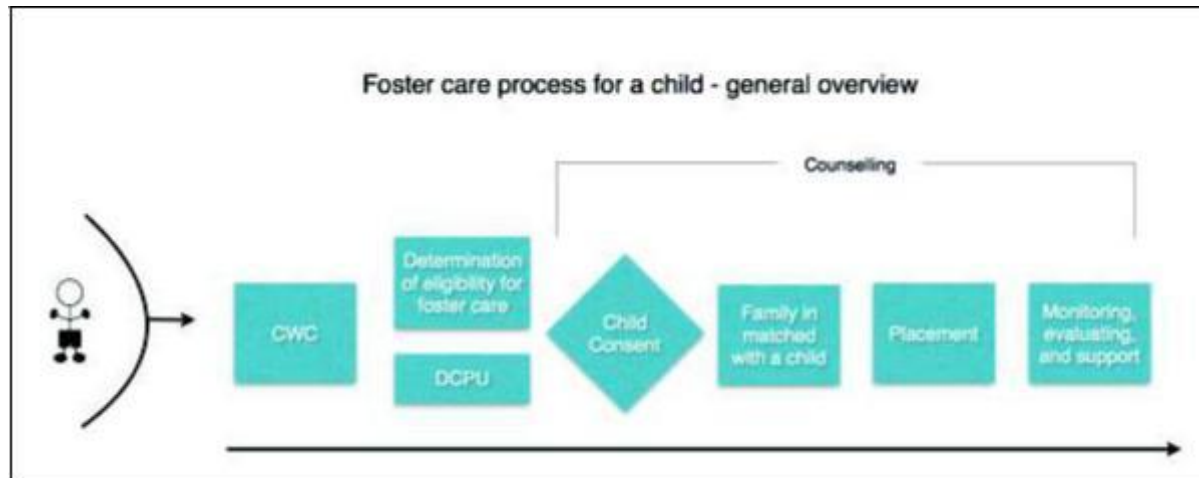 Foster care process for a child - general overview
Counselling
CWC
Determination
of eligibility for
foster care
DCPU
Child
Consent
Family in
matched
with a child
Placement
Monitoring,
evaluating,
and support